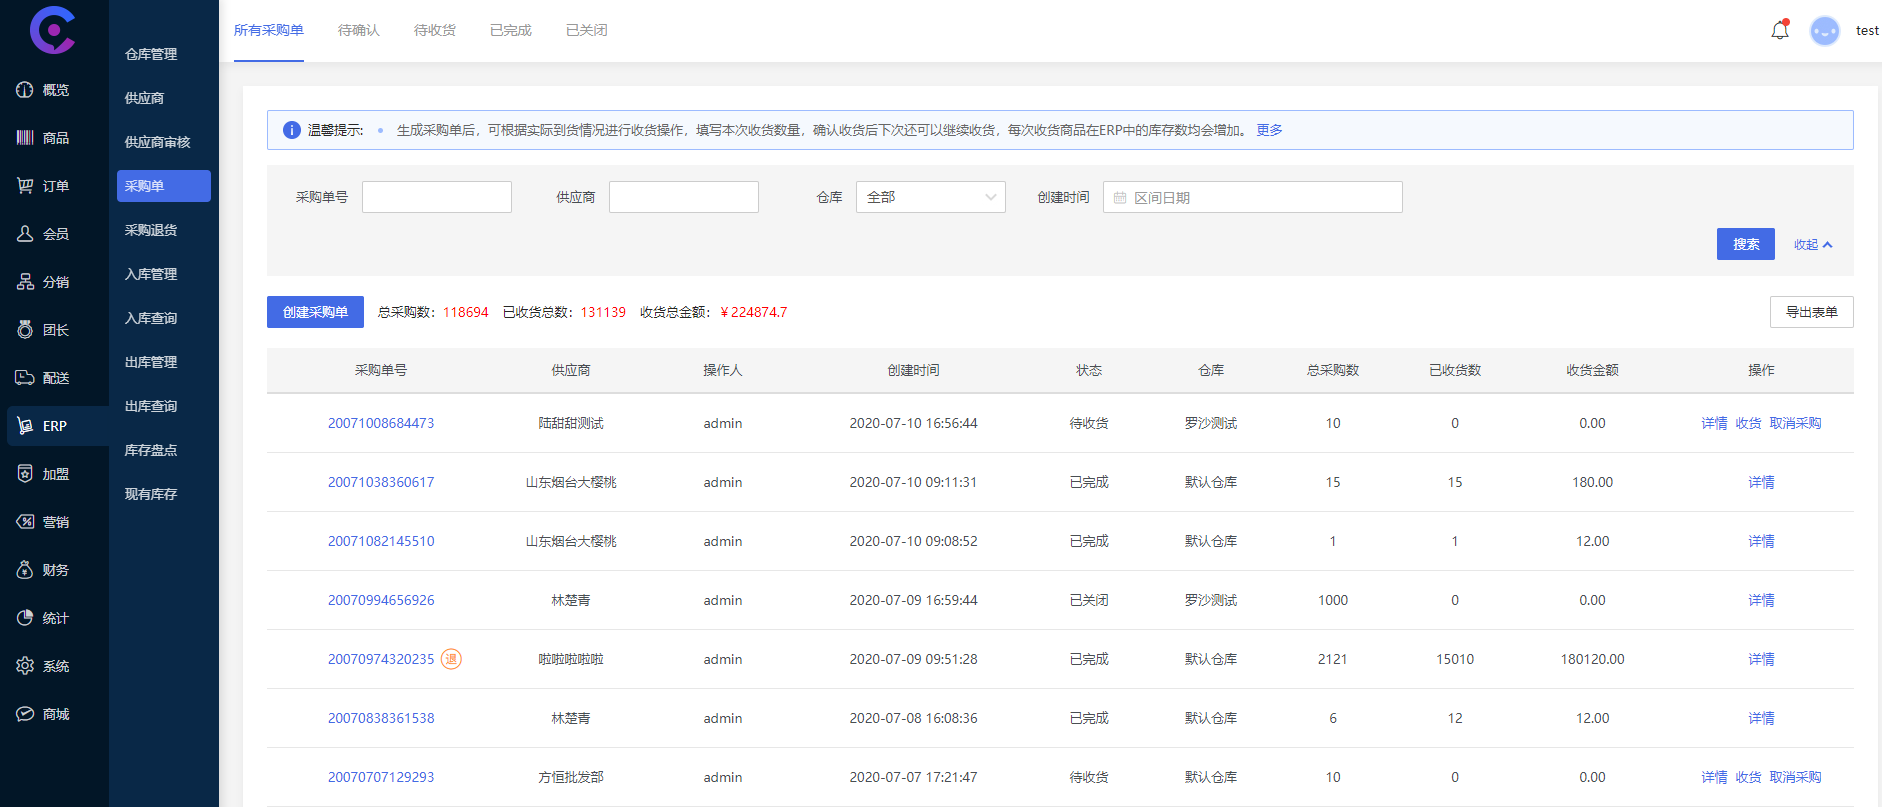 所有采购单 待确认 待收货 已完成 已关闭 test
概览
商品
订单
会员
分销
团长
配送
ERP
加盟
营销
财务
统计
系统
商城
仓库管理
供应商
供应商审核
采购单
采购退货
入库管理
入库查询
出库管理
出库查询
库存盘点
现有库存
温馨提示: 生成采购单后，可根据实际到货情况进行收货操作，填写本次收货数量，确认收货后下次还可以继续收货，每次收货商品在ERP中的库存数均会增加。 更多
采购单号 供应商 仓库 全部 创建时间 区间日期
搜索 收起
创建采购单 总采购数：118694 已收货总数：131139 收货总金额：￥224874.7 导出表单
采购单号 供应商 操作人 创建时间 状态 仓库 总采购数 已收货数 收货金额 操作
20071008684473 陆甜甜测试 admin 2020-07-10 16:56:44 待收货 罗沙测试 10 0 0.00 详情 收货 取消采购
20071038360617 山东烟台大樱桃 admin 2020-07-10 09:11:31 已完成 默认仓库 15 15 180.00 详情
20071082145510 山东烟台大樱桃 admin 2020-07-10 09:08:52 已完成 默认仓库 1 1 12.00 详情
20070994656926 林楚青 admin 2020-07-09 16:59:44 已关闭 罗沙测试 1000 0 0.00 详情
20070974320235 退 啦啦啦啦啦 admin 2020-07-09 09:51:28 已完成 默认仓库 2121 15010 180120.00 详情
20070838361538 林楚青 admin 2020-07-08 16:08:36 已完成 默认仓库 6 12 12.00 详情
20070707129293 方恒批发部 admin 2020-07-07 17:21:47 待收货 默认仓库 10 0 0.00 详情 收货 取消采购